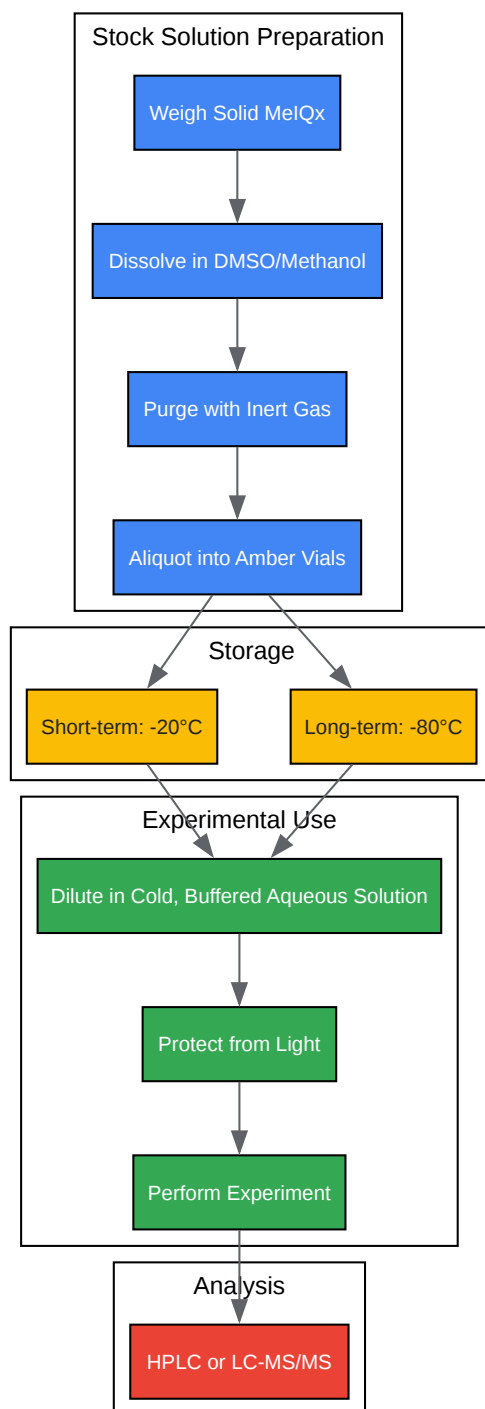 Stock Solution Preparation
Weigh Solid MeIQx
Dissolve in DMSO/Methanol
Purge with Inert Gas
Aliquot into Amber Vials
Storage
Short-term: -20°C
Long-term: -80°C
Experimental Use
Dilute in Cold, Buffered Aqueous Solution
Protect from Light
Perform Experiment
Analysis
HPLC or LC-MS/MS